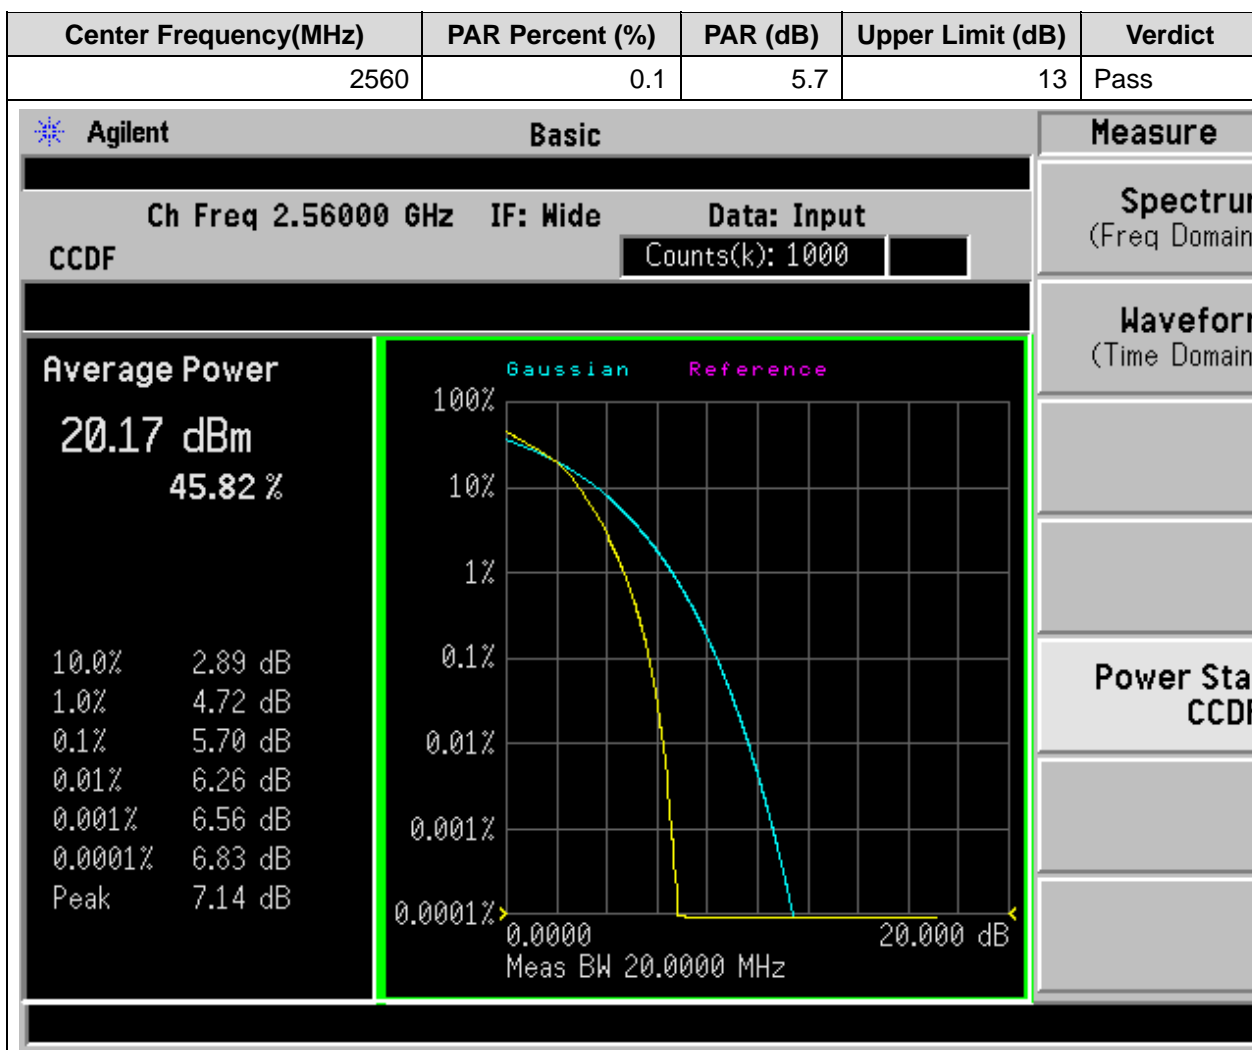 Center Frequency(MHz) PAR Percent (%) PAR (dB) Upper Limit (dB) Verdict
2560 0.1 5.7 13 Pass
Agilent Basic Measure
Ch Freq 2.56000 GHz IF: Wide Data: Input
CCDF Counts(k): 1000
Spectru
(Freq Domain
Wavefor
(Time Domain
Power Sta
CCD
Average Power
20.17 dBm
45.82 %
10.0% 2.89 dB
1.0% 4.72 dB
0.1% 5.70 dB
0.01% 6.26 dB
0.001% 6.56 dB
0.0001% 6.83 dB
Peak 7.14 dB
Gaussian Reference
100%
10%
1%
0.1%
0.01%
0.001%
0.0001%
0.0000 20.000 dB
Meas BW 20.0000 MHz